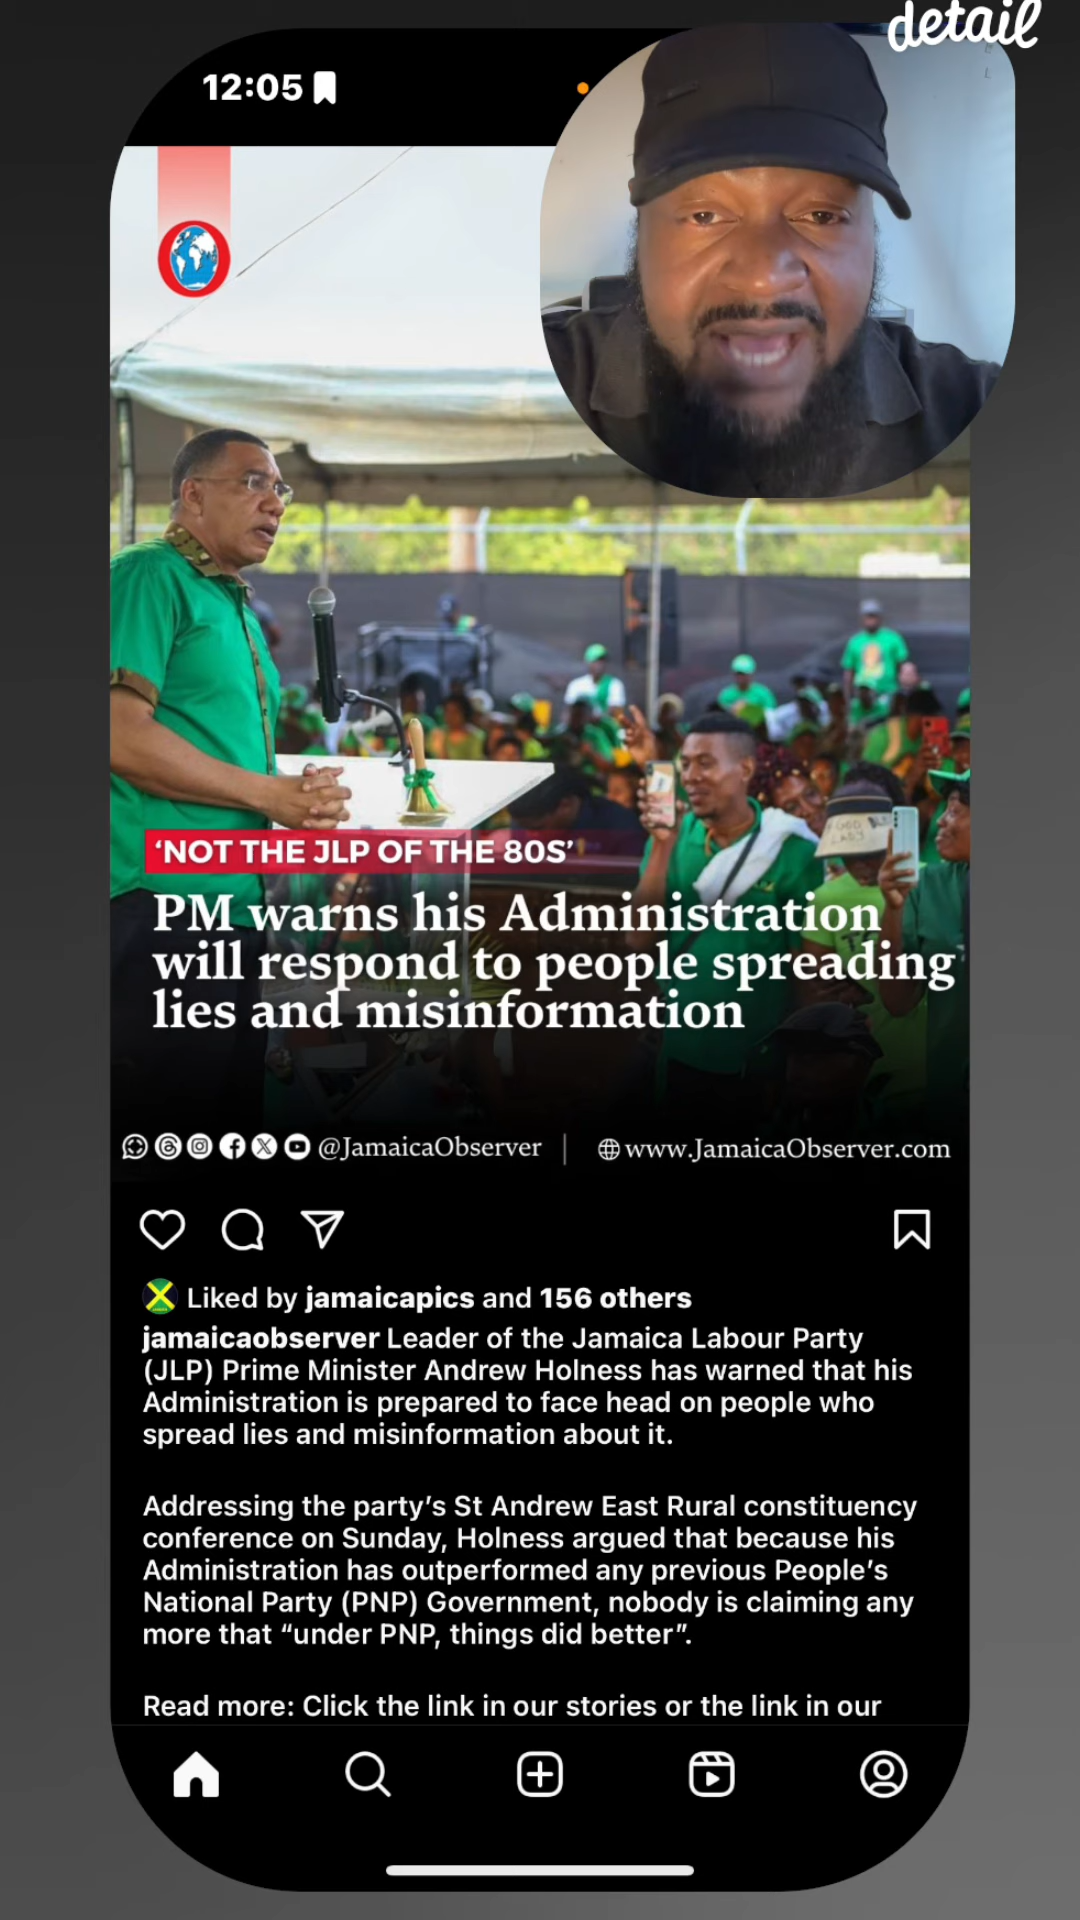 detail
12:05
'NOT THE JLP OF THE 80S'
PM warns his Administration
will respond to people spreading
lies and misinformation
@JamaicaObserver | www.JamaicaObserver.com
Liked by jamaicapics and 156 others
jamaicaobserver Leader of the Jamaica Labour Party
(JLP) Prime Minister Andrew Holness has warned that his
Administration is prepared to face head on people who
spread lies and misinformation about it.
Addressing the party’s St Andrew East Rural constituency
conference on Sunday, Holness argued that because his
Administration has outperformed any previous People’s
National Party (PNP) Government, nobody is claiming any
more that “under PNP, things did better”.
Read more: Click the link in our stories or the link in our